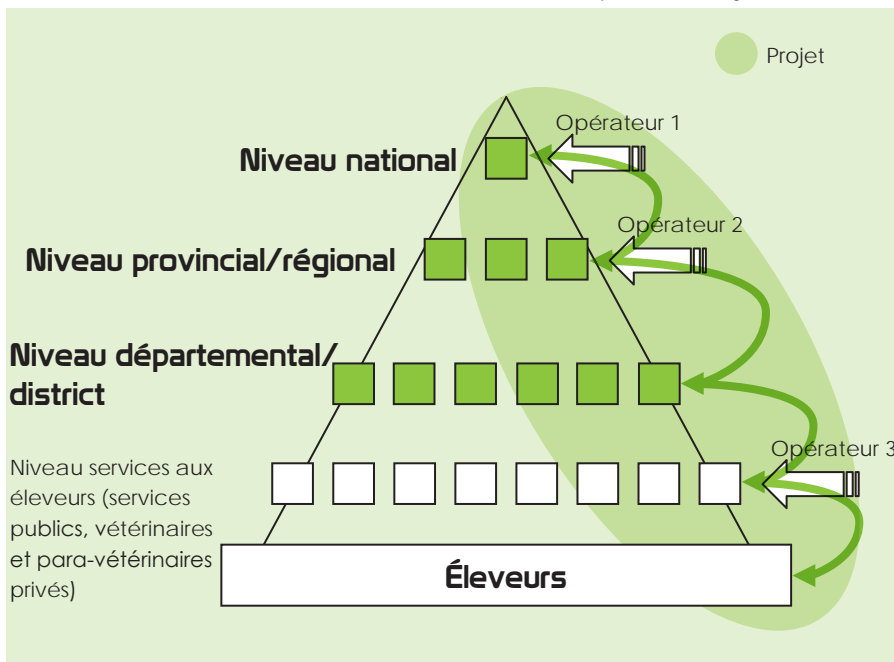 Projet
Opérateur 1
Niveau national
Opérateur 2
Niveau provincial/régional
Niveau départemental/
district
Opérateur 3
Niveau services aux
éleveurs (services
publics, vétérinaires
et para-vétérinaires
privés)
Éleveurs